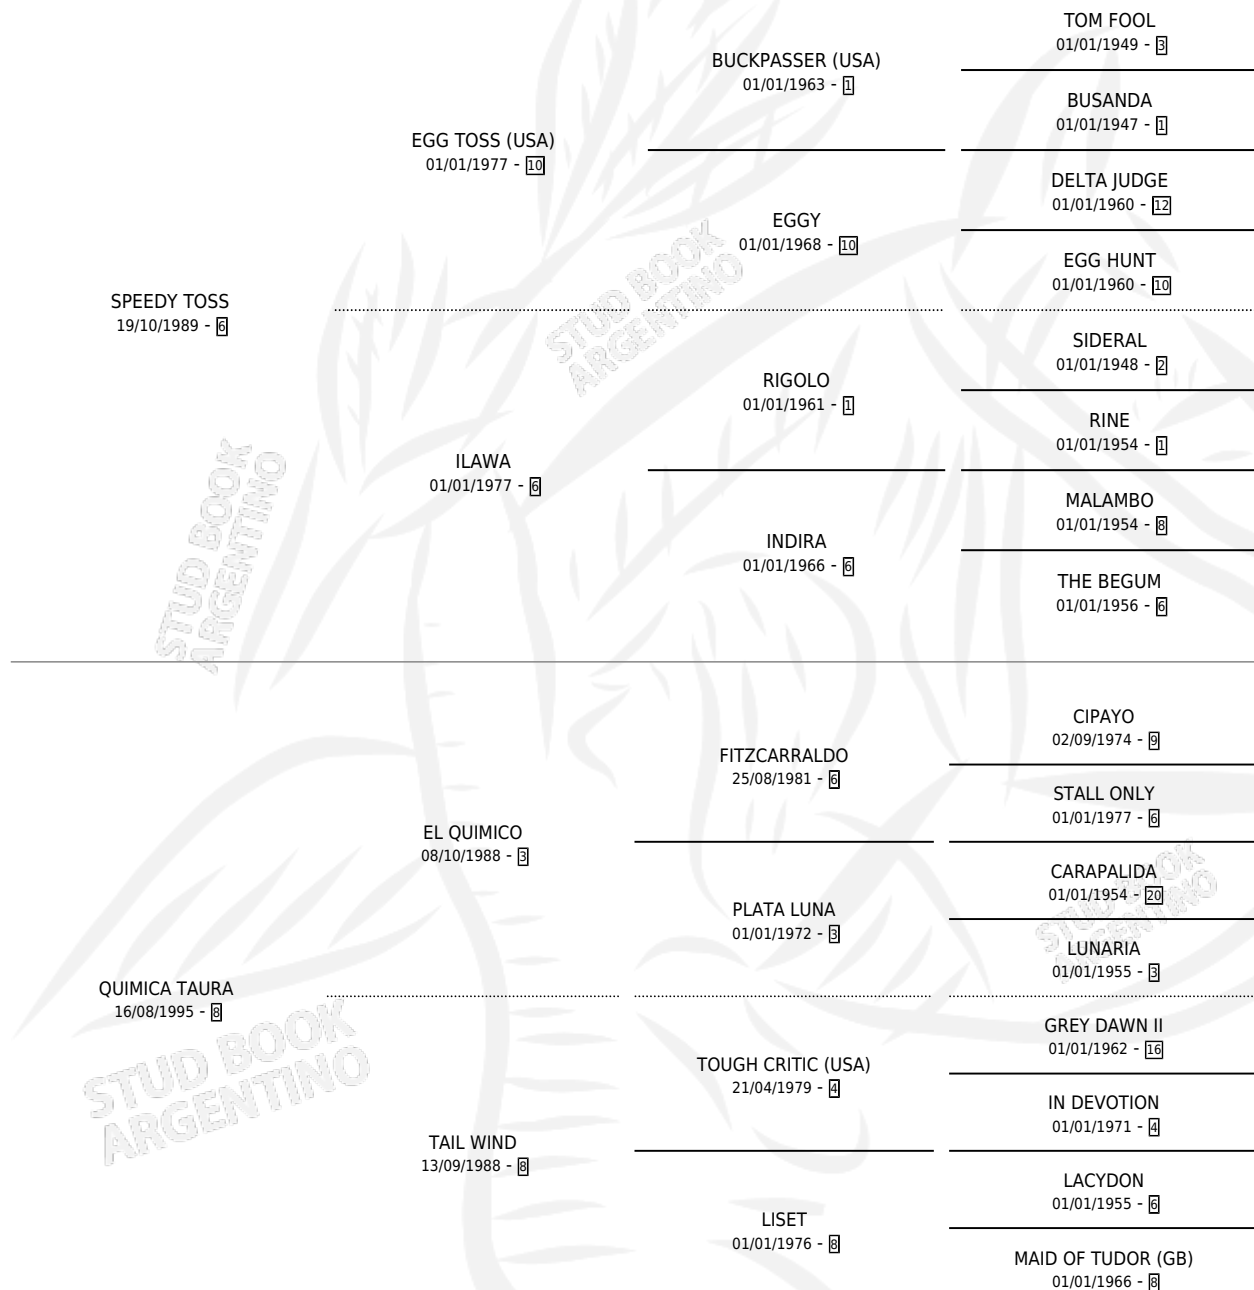 TOM FOOL
01/01/1949 - 3
BUCKPASSER (USA)
01/01/1963 - 1
BUSANDA
01/01/1947 - 1
EGG TOSS (USA)
01/01/1977 - 10
DELTA JUDGE
01/01/1960 - 12
EGGY
01/01/1968 - 10
EGG HUNT
01/01/1960 - 10
SPEEDY TOSS
19/10/1989 - 6
SIDERAL
01/01/1948 - 2
RIGOLO
01/01/1961 - 1
RINE
01/01/1954 - 1
ILAWA
01/01/1977 - 6
MALAMBO
01/01/1954 - 8
INDIRA
01/01/1966 - 6
THE BEGUM
01/01/1956 - 6
CIPAYO
02/09/1974 - 9
FITZCARRALDO
25/08/1981 - 6
STALL ONLY
01/01/1977 - 6
EL QUIMICO
08/10/1988 - 3
CARAPALIDA
01/01/1954 - 20
PLATA LUNA
01/01/1972 - 3
LUNARIA
01/01/1955 - 3
QUIMICA TAURA
16/08/1995 - 8
GREY DAWN II
01/01/1962 - 16
TOUGH CRITIC (USA)
21/04/1979 - 4
IN DEVOTION
01/01/1971 - 4
TAIL WIND
13/09/1988 - 8
LACYDON
01/01/1955 - 6
LISET
01/01/1976 - 8
MAID OF TUDOR (GB)
01/01/1966 - 8
STUD BOOK
ARGENTINO
STUD BOOK
ARGENTINO
STUD BOOK
ARGENTINO
STUD BOOK
ARGENTINO